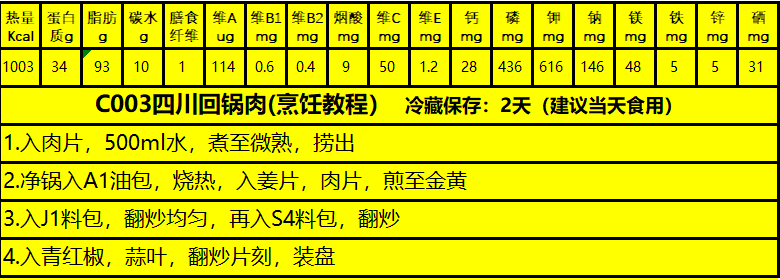 热量 蛋白 脂肪 碳水 膳食 维A 维B1 维B2 烟酸 维C 维E 钙 磷 钾 钠 镁 铁 锌 硒
Kcal 质g g g 纤维 ug mg mg mg mg mg mg mg mg mg mg mg mg mg
1003 34 93 10 1 114 0.6 0.4 9 50 1.2 28 436 616 146 48 5 5 31
C003四川回锅肉(烹饪教程） 冷藏保存：2天（建议当天食用）
1.入肉片，500ml水，煮至微熟，捞出
2.净锅入A1油包，烧热，入姜片，肉片，煎至金黄
3.入J1料包，翻炒均匀，再入S4料包，翻炒
4.入青红椒，蒜叶，翻炒片刻，装盘